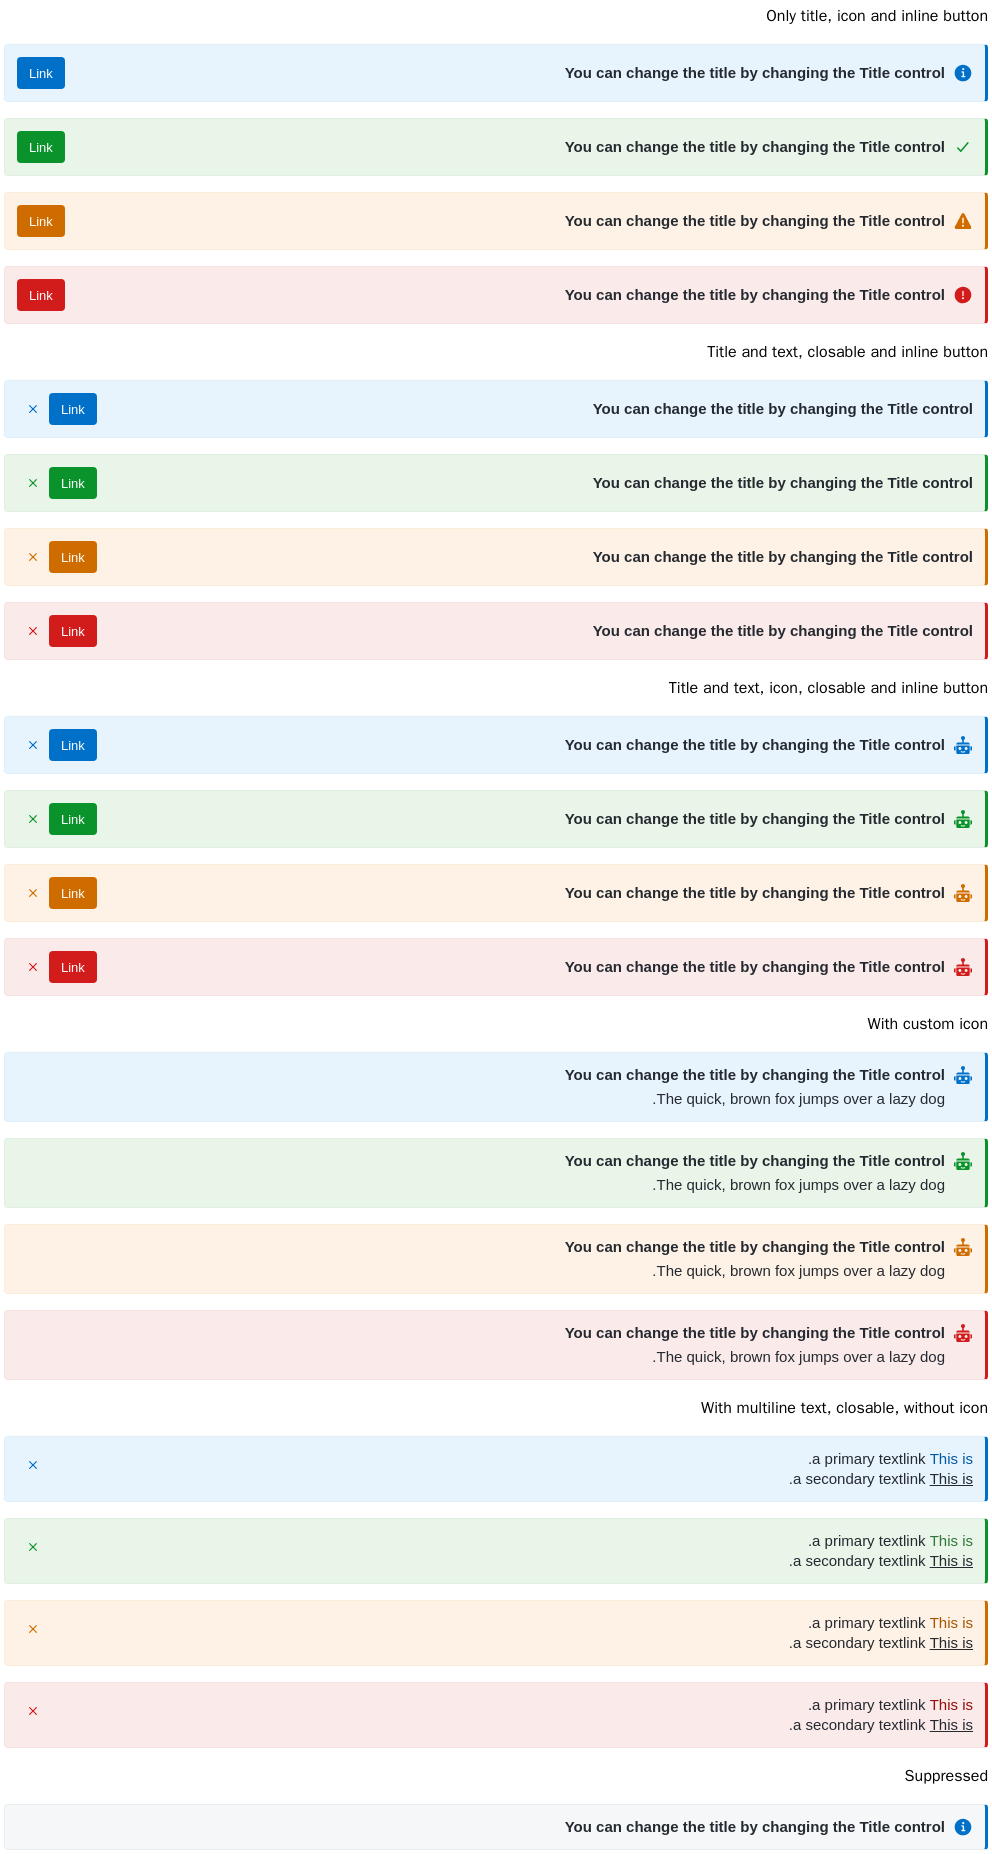 Only title, icon and inline button
Link You can change the title by changing the Title control
Link You can change the title by changing the Title control
Link You can change the title by changing the Title control
Link You can change the title by changing the Title control
Title and text, closable and inline button
Link You can change the title by changing the Title control
Link You can change the title by changing the Title control
Link You can change the title by changing the Title control
Link You can change the title by changing the Title control
Title and text, icon, closable and inline button
Link You can change the title by changing the Title control
Link You can change the title by changing the Title control
Link You can change the title by changing the Title control
Link You can change the title by changing the Title control
With custom icon
You can change the title by changing the Title control
.The quick, brown fox jumps over a lazy dog
You can change the title by changing the Title control
.The quick, brown fox jumps over a lazy dog
You can change the title by changing the Title control
.The quick, brown fox jumps over a lazy dog
You can change the title by changing the Title control
.The quick, brown fox jumps over a lazy dog
With multiline text, closable, without icon
.a primary textlink This is
.a secondary textlink This is
.a primary textlink This is
.a secondary textlink This is
.a primary textlink This is
.a secondary textlink This is
.a primary textlink This is
.a secondary textlink This is
Suppressed
You can change the title by changing the Title control